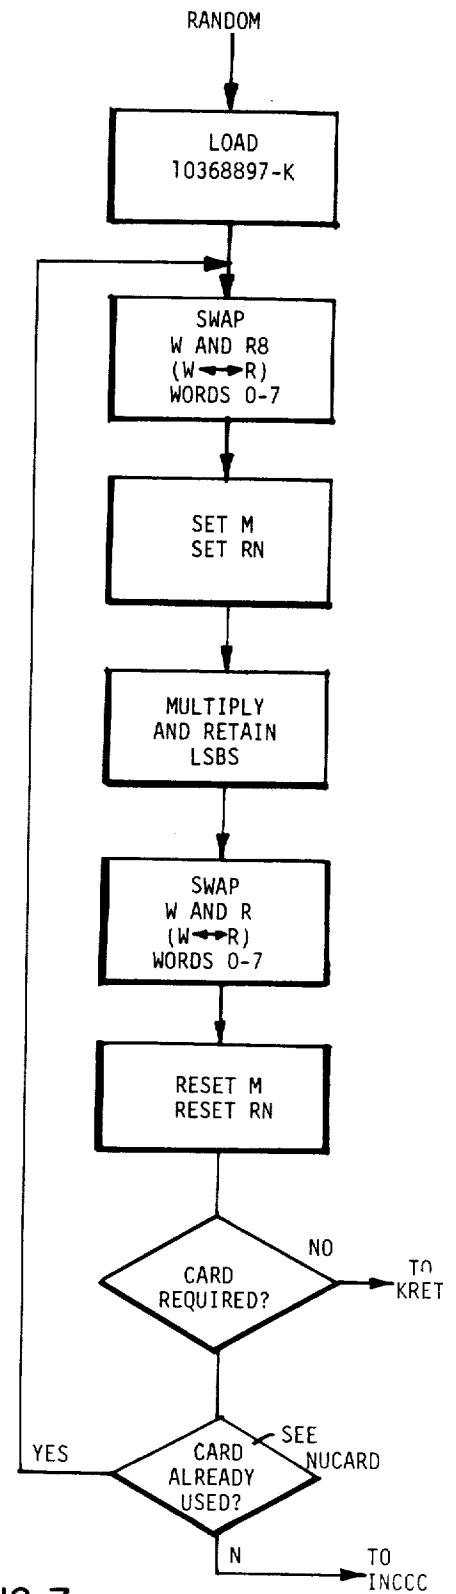 RANDOM
LOAD
10368897-K
SWAP
W AND R8
(W↔R)
WORDS 0-7
SET M
SET RN
MULTIPLY
AND RETAIN
LSBS
SWAP
W AND R
(W↔R)
WORDS 0-7
RESET M
RESET RN
CARD
REQUIRED?
NO
TO
KRET
CARD
ALREADY
USED?
SEE
NUCARD
YES
N
TO
INCCC